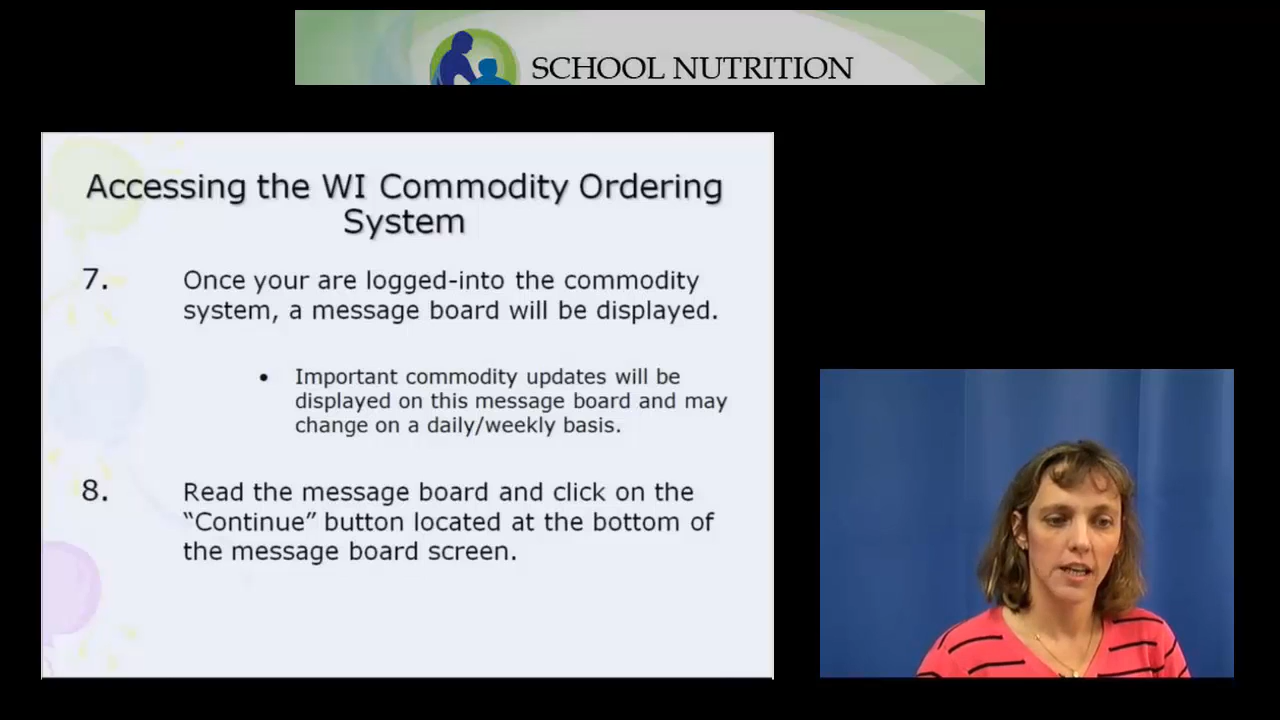 SCHOOL NUTRITION
Accessing the WI Commodity Ordering
System
7. Once your are logged-into the commodity
system, a message board will be displayed.
• Important commodity updates will be
displayed on this message board and may
change on a daily/weekly basis.
8. Read the message board and click on the
“Continue” button located at the bottom of
the message board screen.